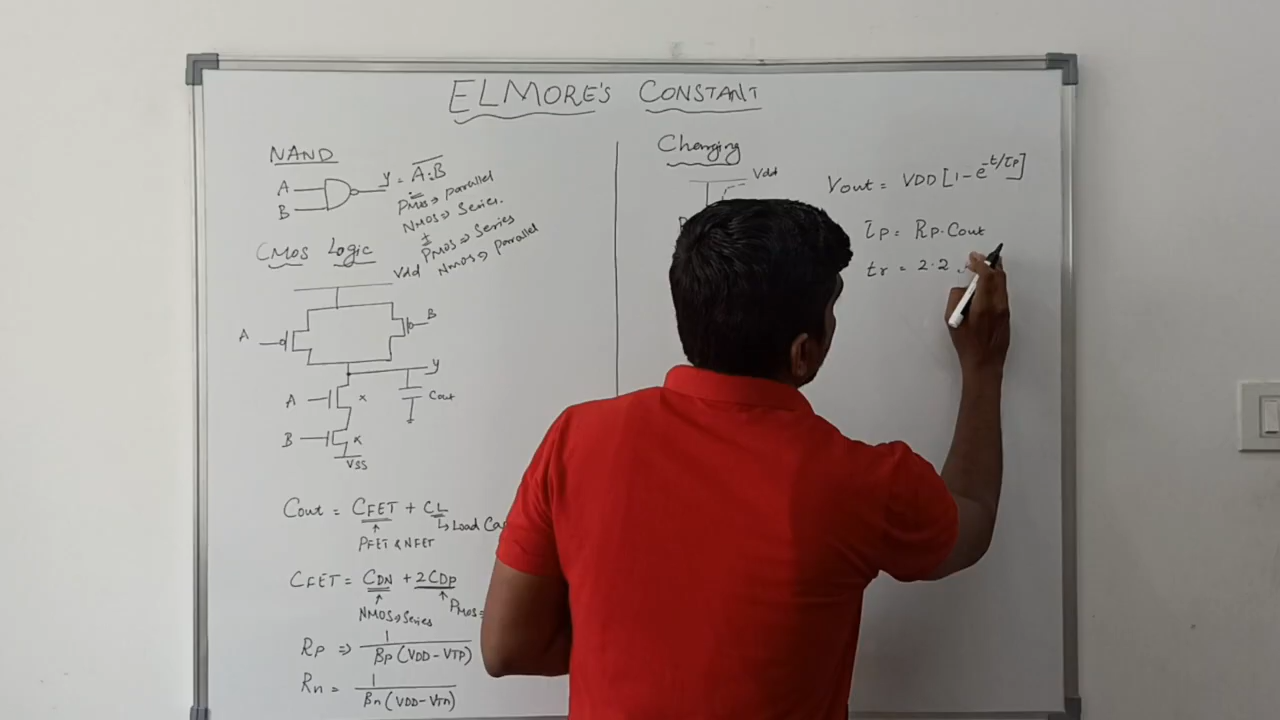 ELMORE'S CONSTANT
NAND
A
B
y = A.B
. PMOS → Parallel
NMOS → Series.
+ PMOS → Series
NMOS → Parallel
CMOS Logic
Vdd
A
B
y
Cout
A x
B x
VSS
Cout = CFET + CL
↳ Load
PFET & NFET
CFET = CDN + 2CDP
NMOS → Series
PMOS =
RP ⇒ 1 / βP (VDD - VTP)
Rn = 1 / βn (VDD - VTn)
Charging
Vdd
Vout = VDD [1 - e^-t/τP]
τP = RP. Cout
tr = 2.2